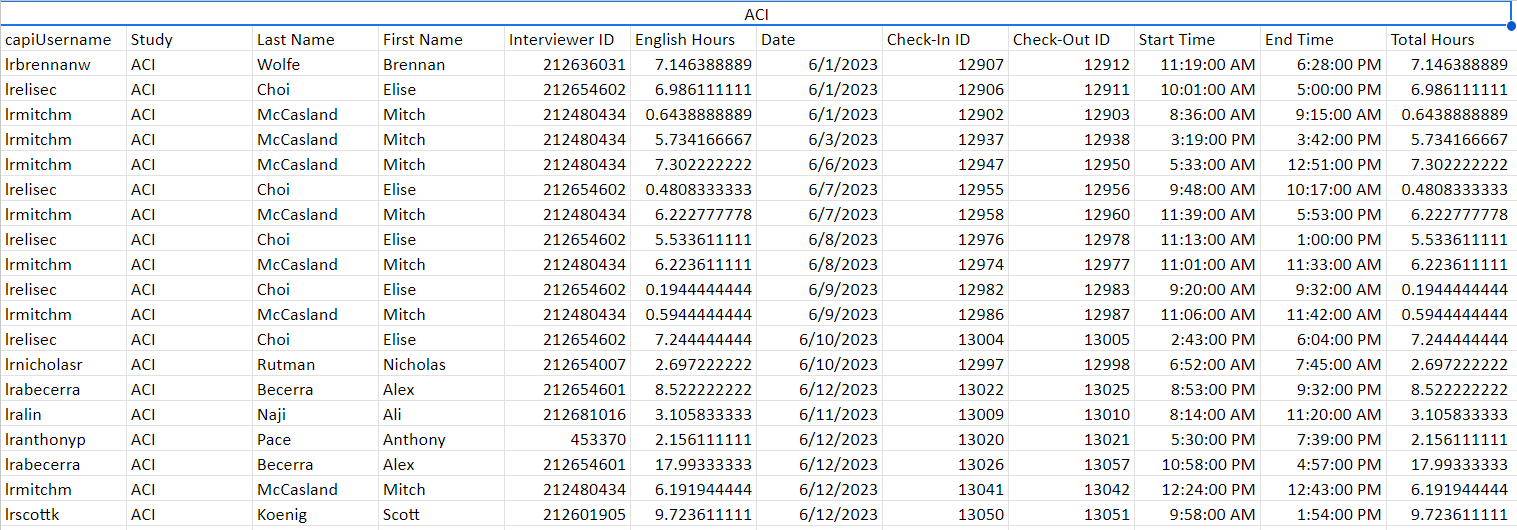 ACI
capiUsername Study Last Name First Name Interviewer ID English Hours Date Check-In ID Check-Out ID Start Time End Time Total Hours
lrbrennanw ACI Wolfe Brennan 212636031 7.146388889 6/1/2023 12907 12912 11:19:00 AM 6:28:00 PM 7.146388889
lrelisec ACI Choi Elise 212654602 6.986111111 6/1/2023 12906 12911 10:01:00 AM 5:00:00 PM 6.986111111
lrmitchm ACI McCasland Mitch 212480434 0.6438888889 6/1/2023 12902 12903 8:36:00 AM 9:15:00 AM 0.6438888889
lrmitchm ACI McCasland Mitch 212480434 5.734166667 6/3/2023 12937 12938 3:19:00 PM 3:42:00 PM 5.734166667
lrmitchm ACI McCasland Mitch 212480434 7.302222222 6/6/2023 12947 12950 5:33:00 AM 12:51:00 PM 7.302222222
lrelisec ACI Choi Elise 212654602 0.4808333333 6/7/2023 12955 12956 9:48:00 AM 10:17:00 AM 0.4808333333
lrmitchm ACI McCasland Mitch 212480434 6.222777778 6/7/2023 12958 12960 11:39:00 AM 5:53:00 PM 6.222777778
lrelisec ACI Choi Elise 212654602 5.533611111 6/8/2023 12976 12978 11:13:00 AM 1:00:00 PM 5.533611111
lrmitchm ACI McCasland Mitch 212480434 6.223611111 6/8/2023 12974 12977 11:01:00 AM 11:33:00 AM 6.223611111
lrelisec ACI Choi Elise 212654602 0.1944444444 6/9/2023 12982 12983 9:20:00 AM 9:32:00 AM 0.1944444444
lrmitchm ACI McCasland Mitch 212480434 0.5944444444 6/9/2023 12986 12987 11:06:00 AM 11:42:00 AM 0.5944444444
lrelisec ACI Choi Elise 212654602 7.244444444 6/10/2023 13004 13005 2:43:00 PM 6:04:00 PM 7.244444444
lrnicholasr ACI Rutman Nicholas 212654007 2.697222222 6/10/2023 12997 12998 6:52:00 AM 7:45:00 AM 2.697222222
lrabecerra ACI Becerra Alex 212654601 8.522222222 6/12/2023 13022 13025 8:53:00 PM 9:32:00 PM 8.522222222
lralin ACI Naji Ali 212681016 3.105833333 6/11/2023 13009 13010 8:14:00 AM 11:20:00 AM 3.105833333
lranthonyp ACI Pace Anthony 453370 2.156111111 6/12/2023 13020 13021 5:30:00 PM 7:39:00 PM 2.156111111
lrabecerra ACI Becerra Alex 212654601 17.99333333 6/12/2023 13026 13057 10:58:00 PM 4:57:00 PM 17.99333333
lrmitchm ACI McCasland Mitch 212480434 6.191944444 6/12/2023 13041 13042 12:24:00 PM 12:43:00 PM 6.191944444
lrscottk ACI Koenig Scott 212601905 9.723611111 6/12/2023 13050 13051 9:58:00 AM 1:54:00 PM 9.723611111